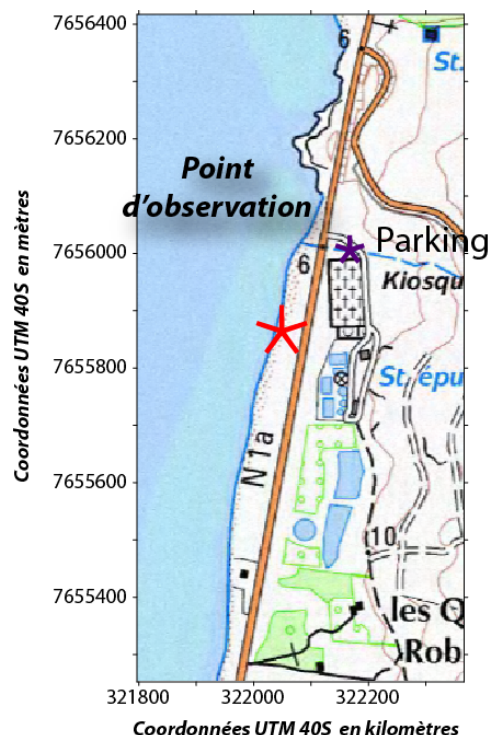 7656400
7656200
7656000
7655800
7655600
7655400
321800
322000
322200
Coordonnées UTM 40S en mètres
Coordonnées UTM 40S en kilomètres
Point
d'observation
Parking
6
St.
6
Kiosqu
St. épu
N 1a
10
les Q
Rob